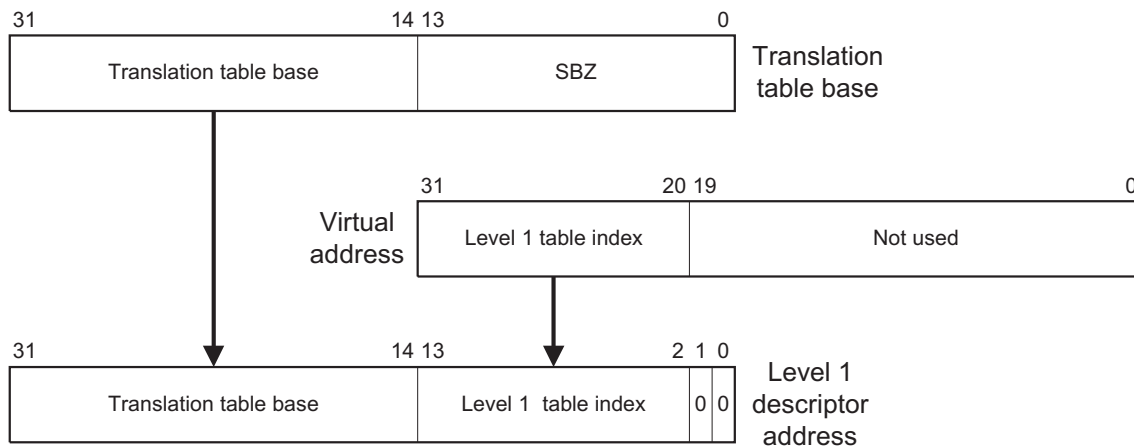 31 14 13 0
Translation table base SBZ Translation
table base
31 20 19 0
Virtual
address Level 1 table index Not used
31 14 13 2 1 0
Translation table base Level 1 table index 0 0 Level 1
descriptor
address